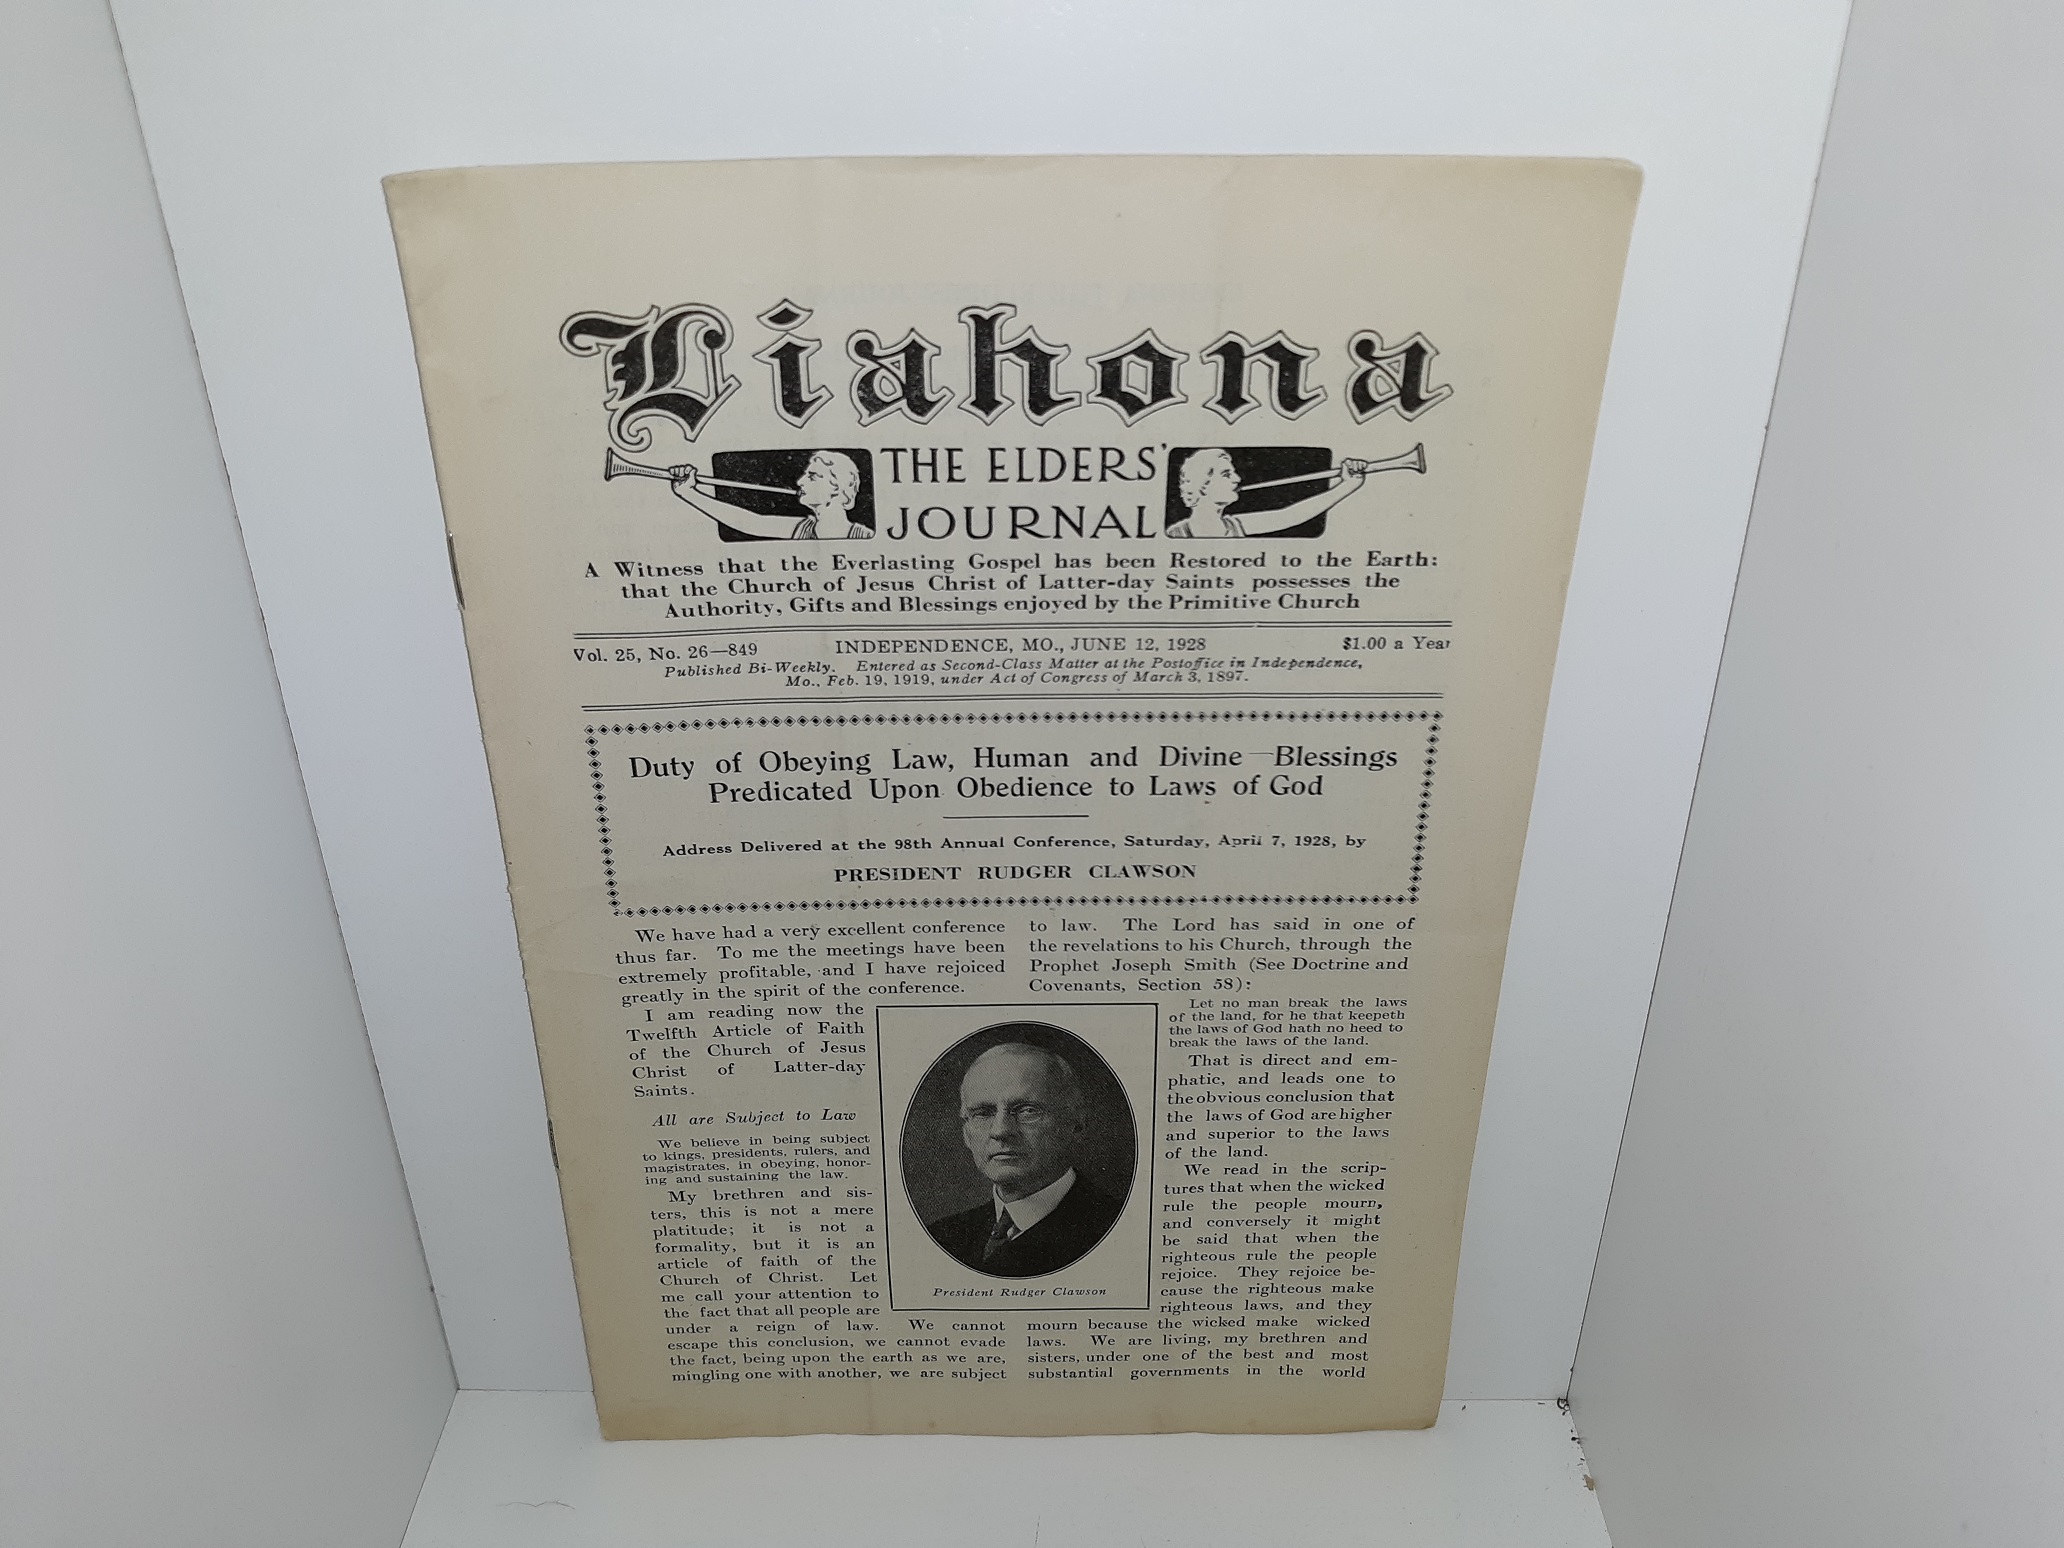 Liahona
THE ELDERS'
JOURNAL
A Witness that the Everlasting Gospel has been Restored to the Earth:
that the Church of Jesus Christ of Latter-day Saints possesses the
Authority, Gifts and Blessings enjoyed by the Primitive Church
Vol. 25, No. 26—849 INDEPENDENCE, MO., JUNE 12, 1928 $1.00 a Year
Published Bi-Weekly. Entered as Second-Class Matter at the Postoffice in Independence,
Mo., Feb. 19, 1919, under Act of Congress of March 3, 1897.
Duty of Obeying Law, Human and Divine—Blessings
Predicated Upon Obedience to Laws of God
Address Delivered at the 98th Annual Conference, Saturday, April 7, 1928, by
PRESIDENT RUDGER CLAWSON
We have had a very excellent conference
thus far. To me the meetings have been
extremely profitable, and I have rejoiced
greatly in the spirit of the conference.
I am reading now the
Twelfth Article of Faith
of the Church of Jesus
Christ of Latter-day
Saints.
All are Subject to Law
We believe in being subject
to kings, presidents, rulers, and
magistrates, in obeying, honor-
ing and sustaining the law.
My brethren and sis-
ters, this is not a mere
platitude; it is not a
formality, but it is an
article of faith of the
Church of Christ. Let
me call your attention to
the fact that all people are
under a reign of law. We cannot
escape this conclusion, we cannot evade
the fact, being upon the earth as we are,
mingling one with another, we are subject
President Rudger Clawson
to law. The Lord has said in one of
the revelations to his Church, through the
Prophet Joseph Smith (See Doctrine and
Covenants, Section 58):
Let no man break the laws
of the land, for he that keepeth
the laws of God hath no heed to
break the laws of the land.
That is direct and em-
phatic, and leads one to
the obvious conclusion that
the laws of God are higher
and superior to the laws
of the land.
We read in the scrip-
tures that when the wicked
rule the people mourn,
and conversely it might
be said that when the
righteous rule the people
rejoice. They rejoice be-
cause the righteous make
righteous laws, and they
mourn because the wicked make wicked
laws. We are living, my brethren and
sisters, under one of the best and most
substantial governments in the world